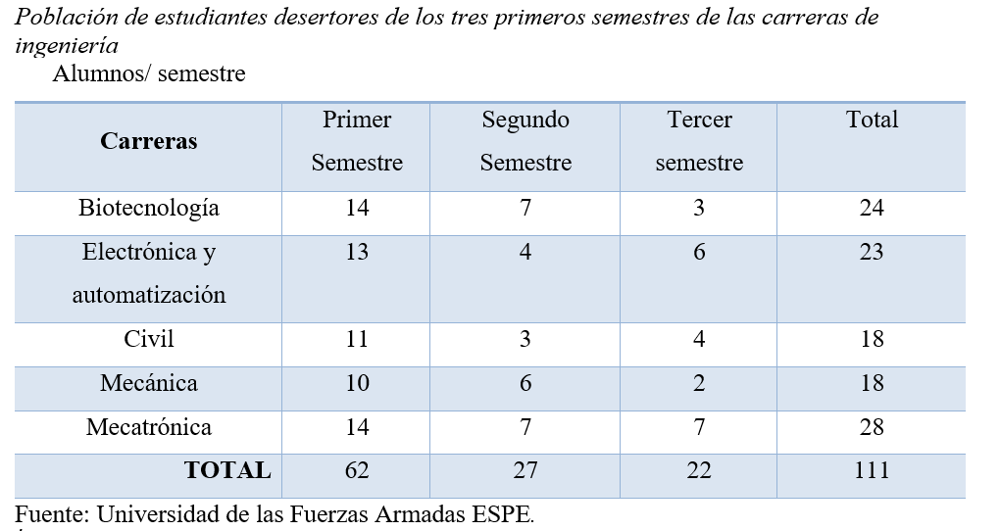 Población de estudiantes desertores de los tres primeros semestres de las carreras de
ingeniería
Alumnos/ semestre
Carreras Primer Semestre Segundo Semestre Tercer semestre Total
Biotecnología 14 7 3 24
Electrónica y automatización 13 4 6 23
Civil 11 3 4 18
Mecánica 10 6 2 18
Mecatrónica 14 7 7 28
TOTAL 62 27 22 111
Fuente: Universidad de las Fuerzas Armadas ESPE.